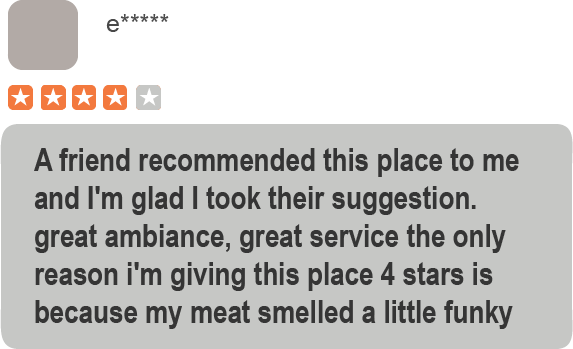 e*****
A friend recommended this place to me
and I'm glad I took their suggestion.
great ambiance, great service the only
reason i'm giving this place 4 stars is
because my meat smelled a little funky